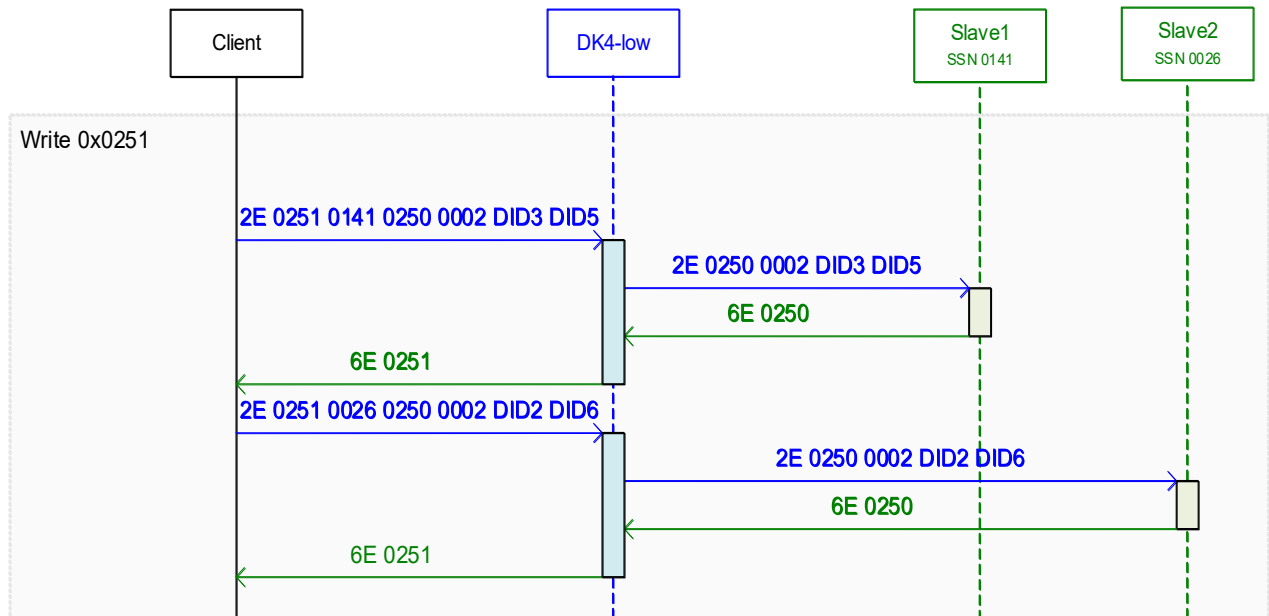 Client
DK4-low
Slave1
SSN 0141
Slave2
SSN 0026
Write 0x0251
2E 0251 0141 0250 0002 DID3 DID5
2E 0250 0002 DID3 DID5
6E 0250
6E 0251
2E 0251 0026 0250 0002 DID2 DID6
2E 0250 0002 DID2 DID6
6E 0250
6E 0251